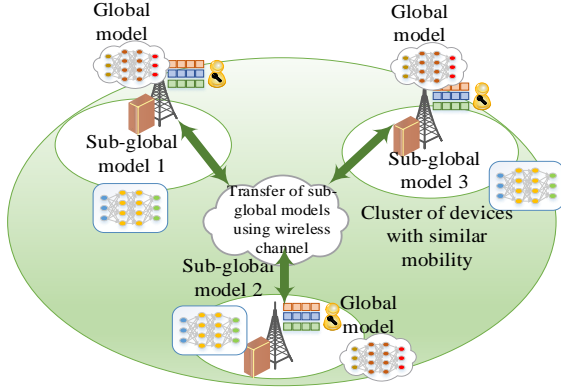 Global
model
Global
model
Sub-global
model 1
Sub-global
model 3
Transfer of sub-
global models
using wireless
channel
Cluster of devices
with similar
mobility
Sub-global
model 2
Global
model